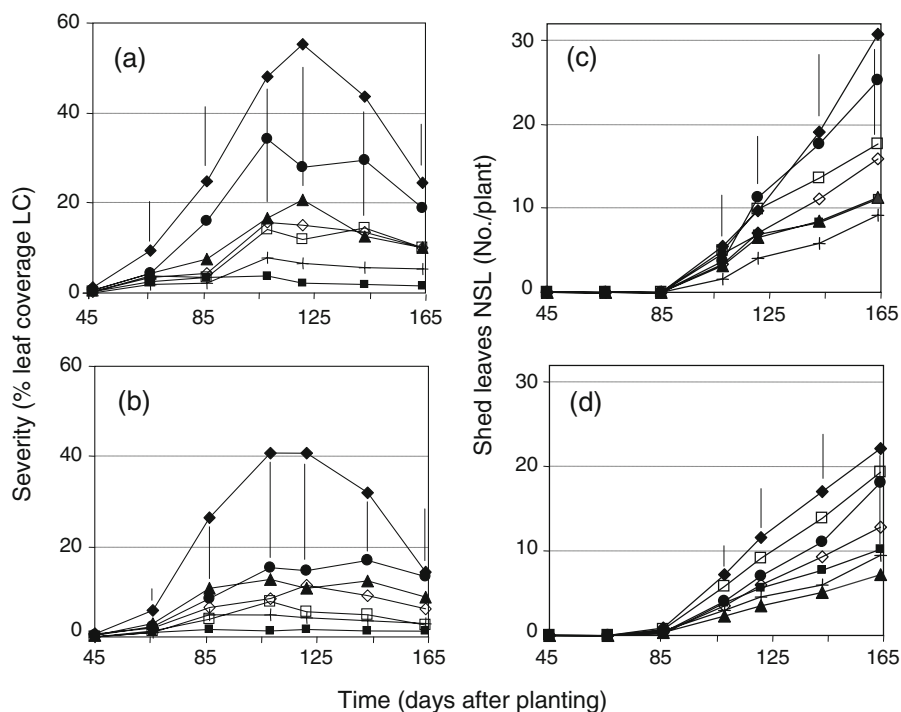 60
(a)
40
20
0
45 85 125 165
30
(c)
20
10
0
45 85 125 165
Severity (% leaf coverage LC)
Shed leaves NSL (No./plant)
60
(b)
40
20
0
45 85 125 165
30
(d)
20
10
0
45 85 125 165
Time (days after planting)